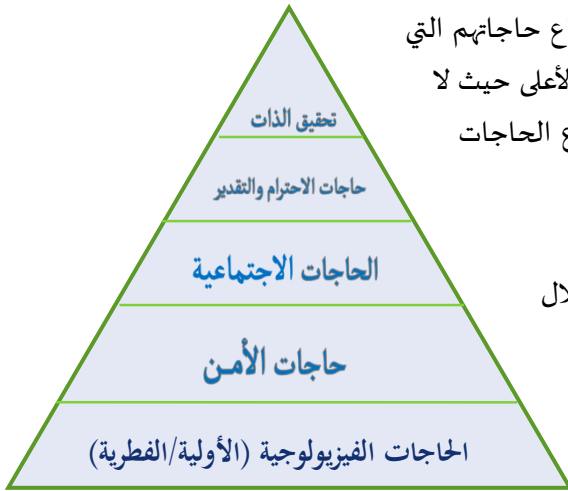 ع حاجاتهم التي
لأعلى حيث لا
ع الحاجات
لال
تحقيق الذات
حاجات الاحترام والتقدير
الحاجات الاجتماعية
حاجات الأمـن
الحاجات الفيزيولوجية (الأولية/الفطرية)